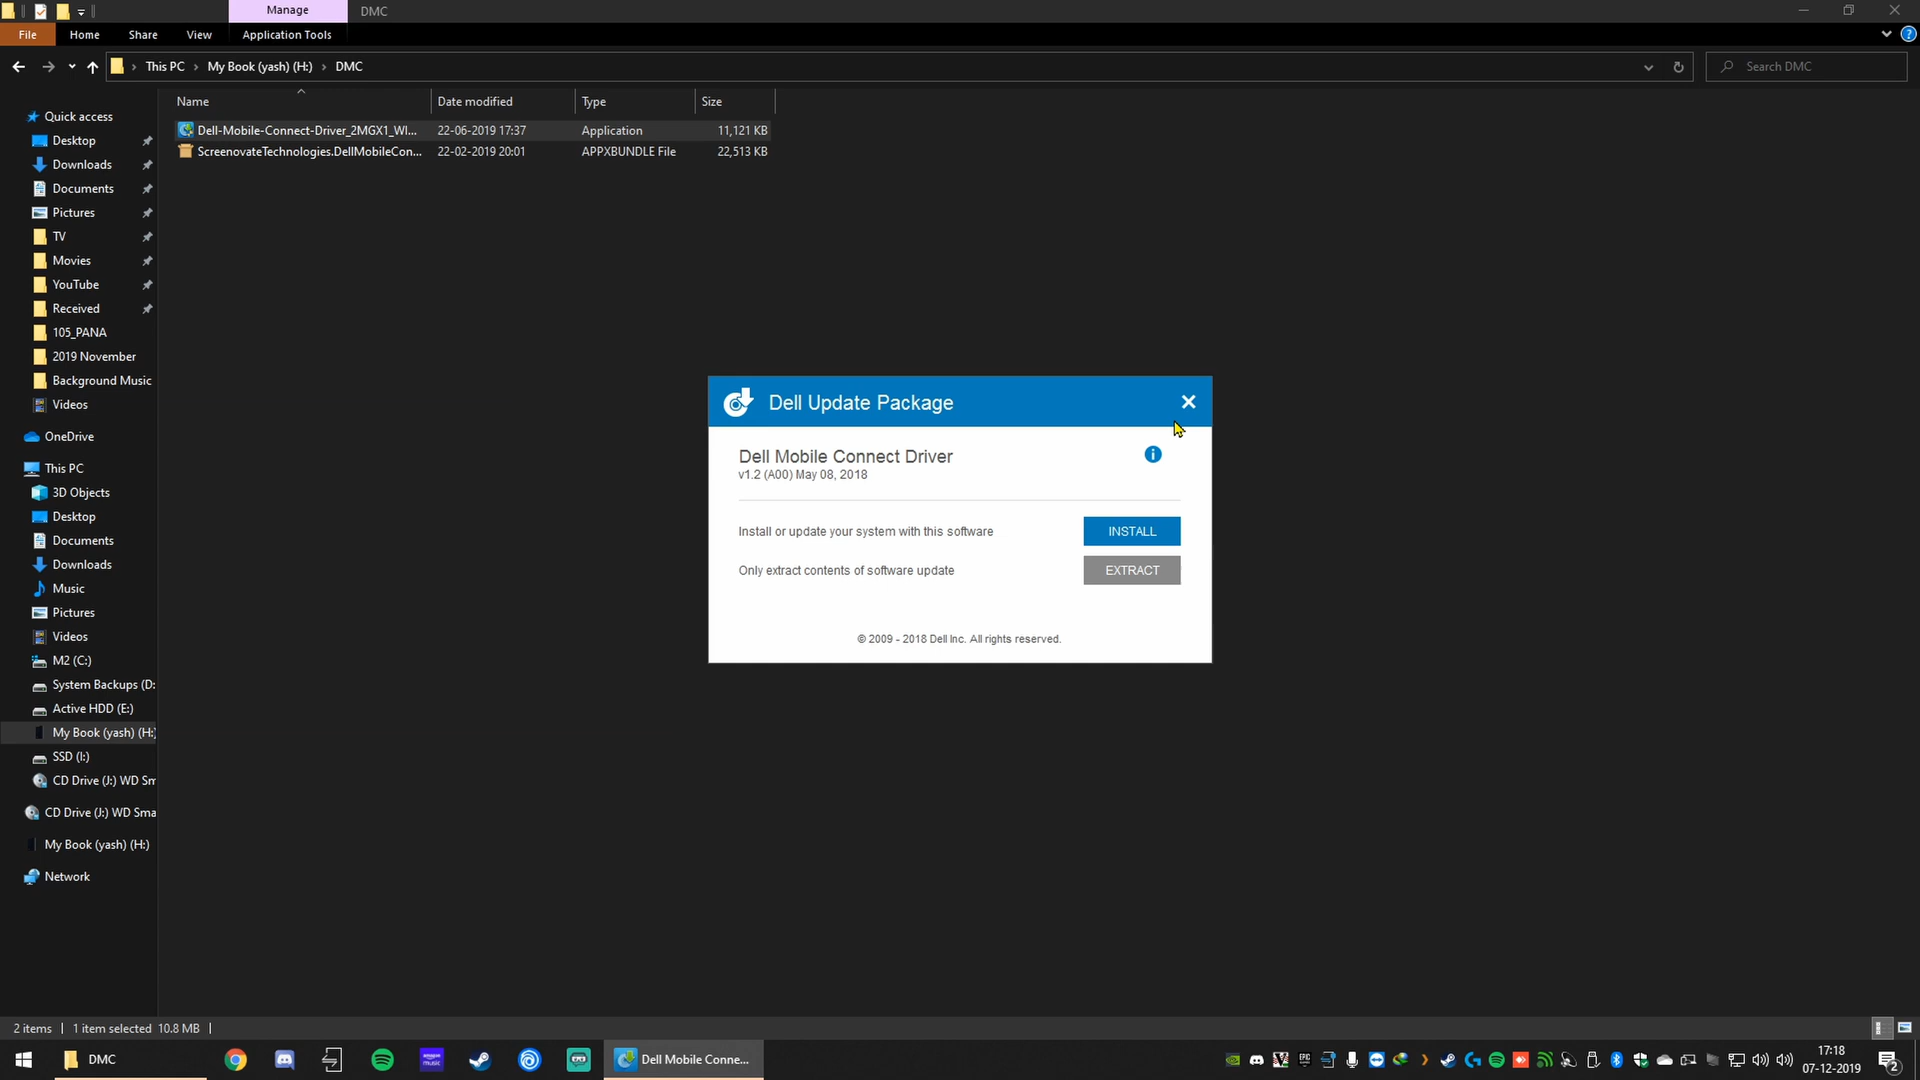 Manage
DMC
File
Home
Share
View
Application Tools
This PC
My Book (yash) (H:)
DMC
Search DMC
Name
Date modified
Type
Size
Dell-Mobile-Connect-Driver_2MGX1_WI...
22-06-2019 17:37
Application
11,121 KB
ScreenovateTechnologies.DellMobileCon...
22-02-2019 20:01
APPXBUNDLE File
22,513 KB
Quick access
Desktop
Downloads
Documents
Pictures
TV
Movies
YouTube
Received
105_PANA
2019 November
Background Music
Videos
OneDrive
This PC
3D Objects
Desktop
Documents
Downloads
Music
Pictures
Videos
M2 (C:)
System Backups (D:
Active HDD (E:)
My Book (yash) (H:)
SSD (I:)
CD Drive (J:) WD Sm
CD Drive (J:) WD Sma
My Book (yash) (H:)
Network
Dell Update Package
Dell Mobile Connect Driver
v1.2 (A00) May 08, 2018
Install or update your system with this software
INSTALL
Only extract contents of software update
EXTRACT
© 2009 - 2018 Dell Inc. All rights reserved.
2 items
1 item selected 10.8 MB
DMC
Dell Mobile Conne...
17:18
07-12-2019
2